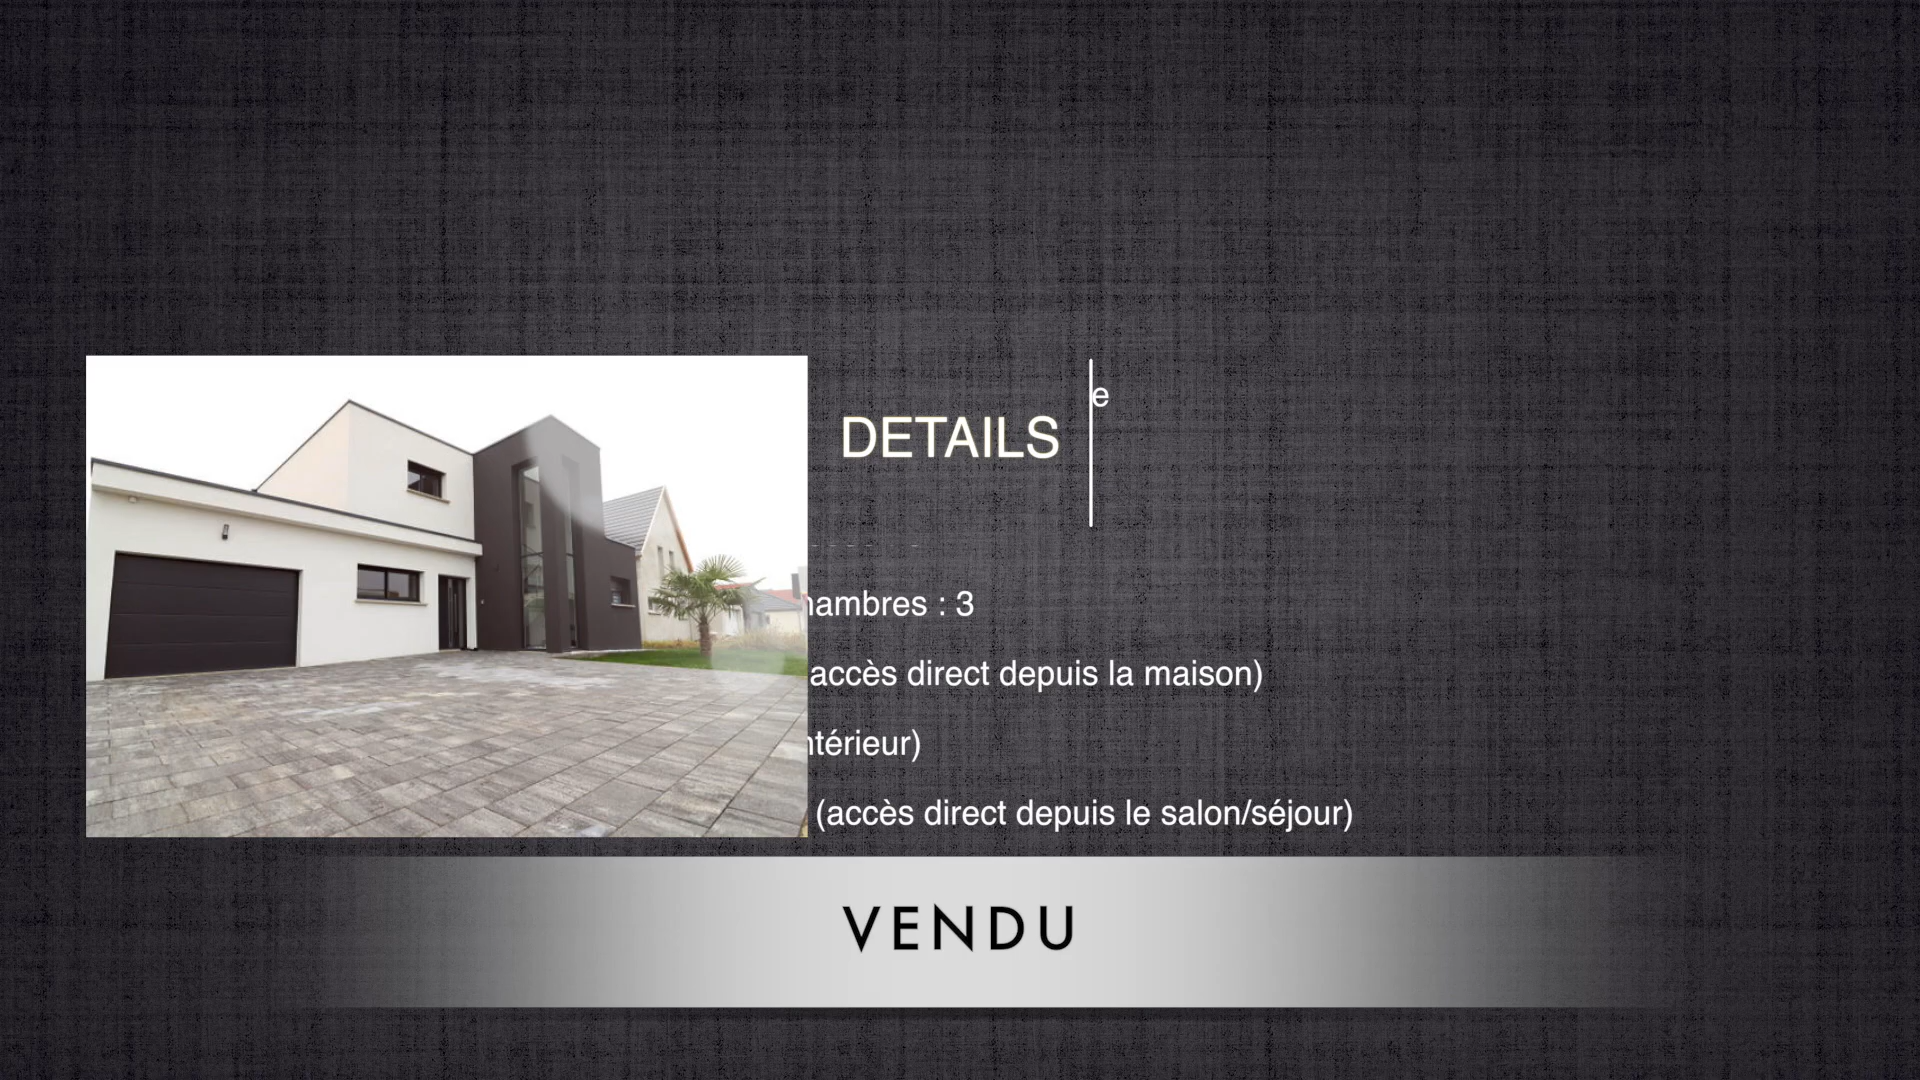 e
DETAILS
hambres : 3
accès direct depuis la maison)
ntérieur)
(accès direct depuis le salon/séjour)
VENDU